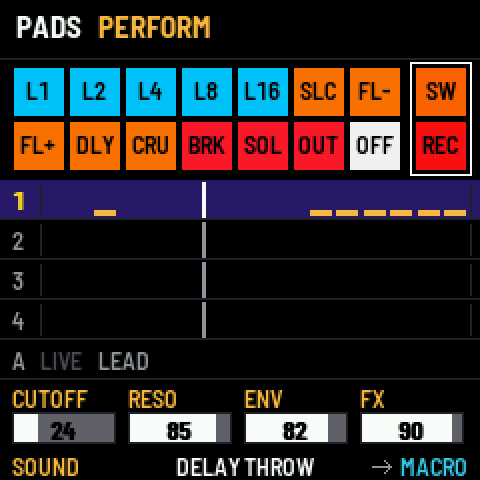 PADS PERFORM
L1 L2 L4 L8 L16 SLC FL- SW
FL+ DLY CRU BRK SOL OUT OFF REC
1
2
3
4
A LIVE LEAD
CUTOFF RESO ENV FX
24 85 82 90
SOUND DELAY THROW → MACRO